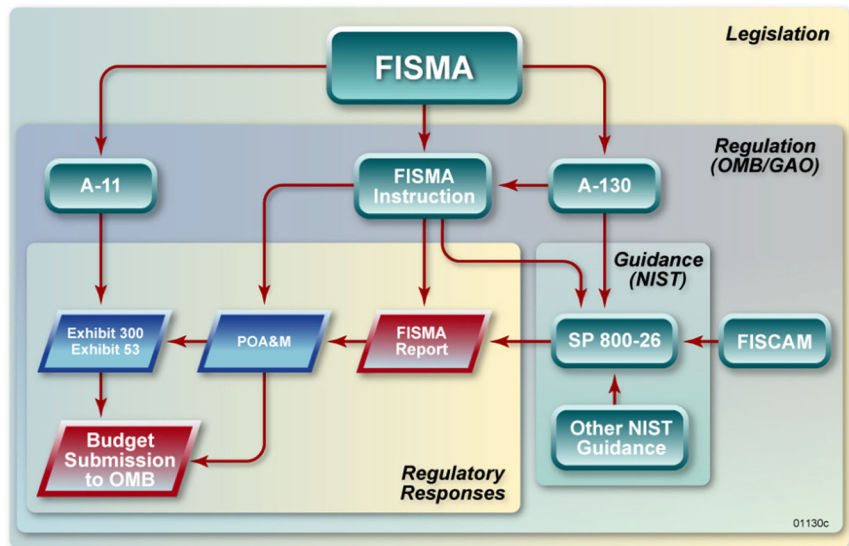 Legislation
FISMA
Regulation
(OMB/GAO)
A-11
FISMA
Instruction
A-130
Guidance
(NIST)
Exhibit 300
Exhibit 53
POA&M
FISMA
Report
SP 800-26
FISCAM
Budget
Submission
to OMB
Other NIST
Guidance
Regulatory
Responses
01130c